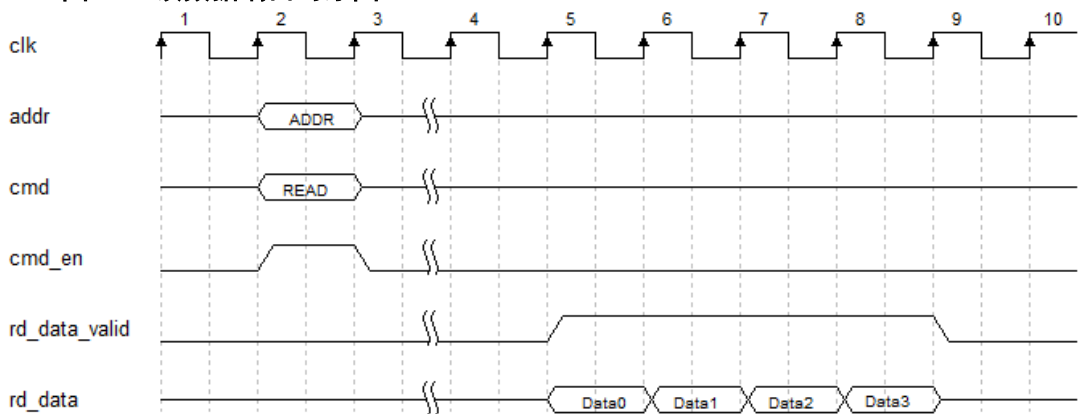 1 2 3 4 5 6 7 8 9 10
clk
addr ADDR
cmd READ
cmd_en
rd_data_valid
rd_data Data0 Data1 Data2 Data3